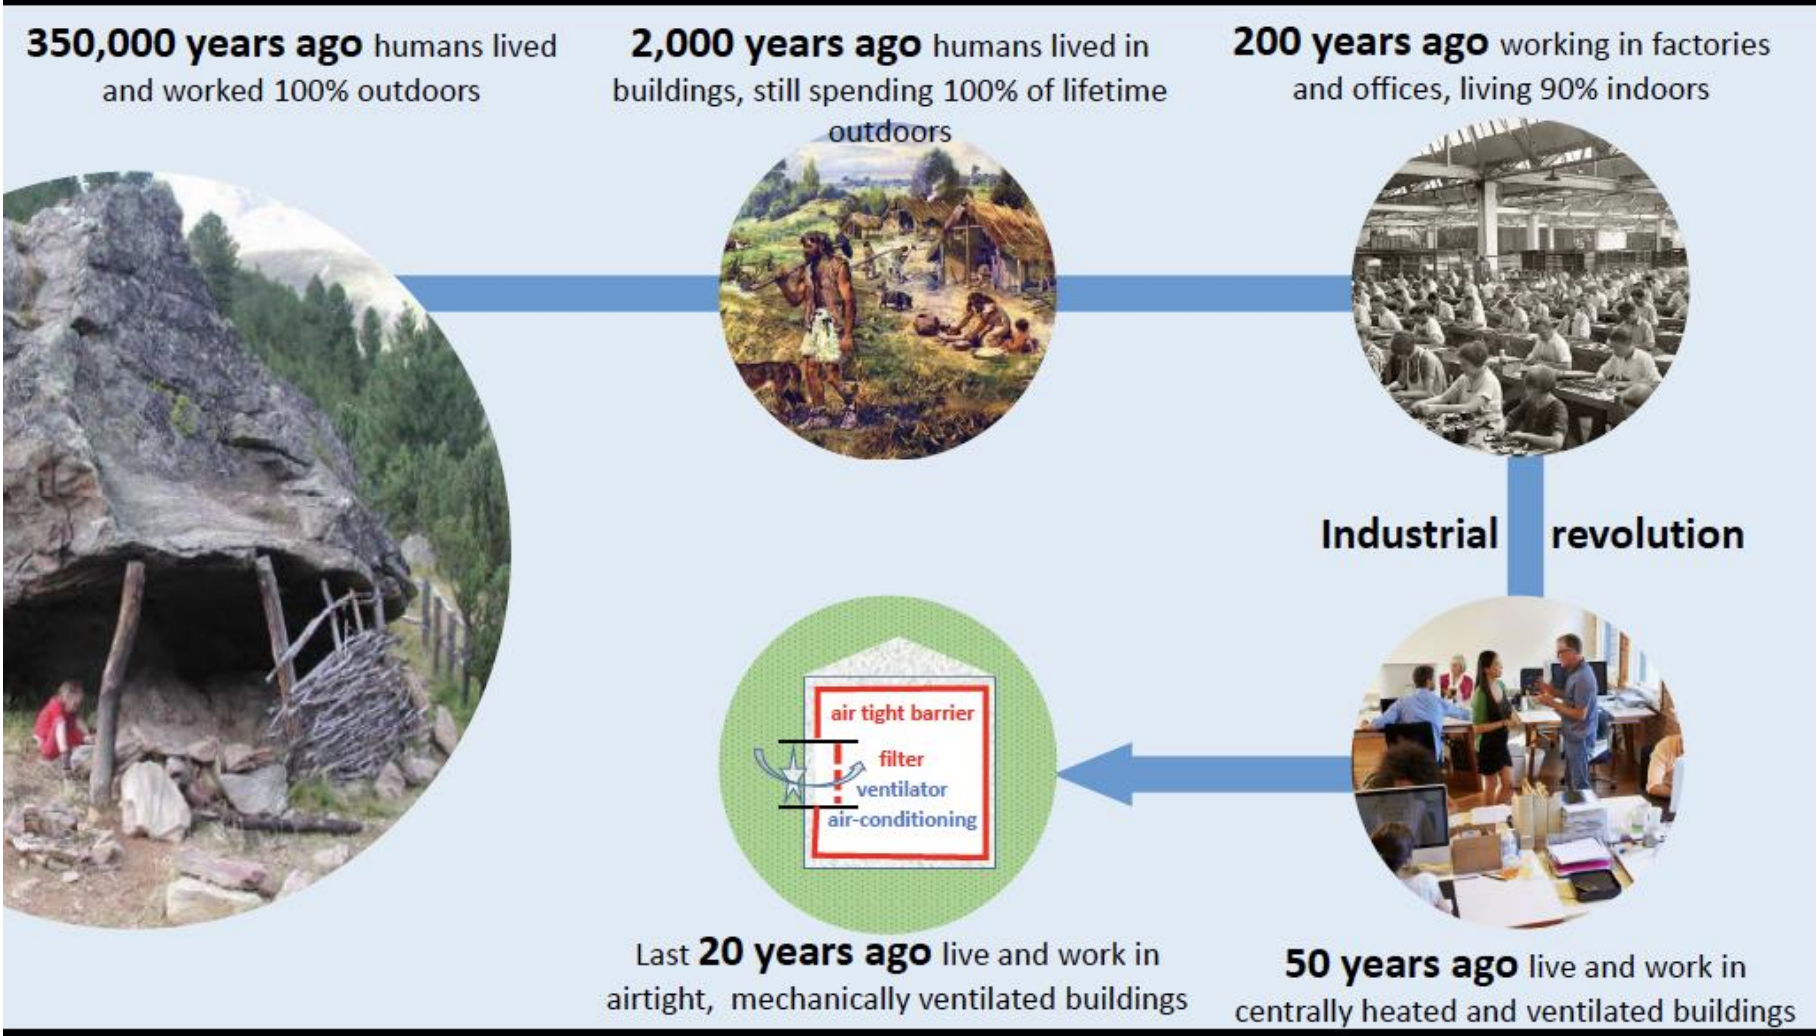 350,000 years ago humans lived
and worked 100% outdoors
2,000 years ago humans lived in
buildings, still spending 100% of lifetime
outdoors
200 years ago working in factories
and offices, living 90% indoors
Industrial revolution
air tight barrier
filter
ventilator
air-conditioning
Last 20 years ago live and work in
airtight, mechanically ventilated buildings
50 years ago live and work in
centrally heated and ventilated buildings